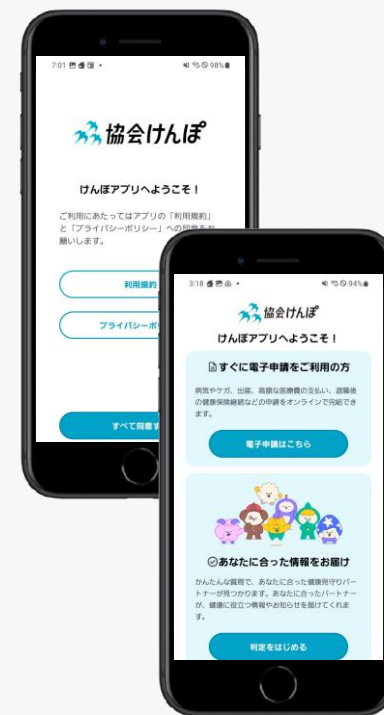 7:01
98%
協会けんぽ
けんぽアプリへようこそ！
ご利用にあたってはアプリの「利用規約」
と「プライバシーポリシー」への同意をお
願いします。
利用規約
プライバシーポ
すべて同意す
3:18
94%
協会けんぽ
けんぽアプリへようこそ！
すぐに電子申請をご利用の方
病気やケガ、出産、高額な医療費の支払い、退職後
の健康保険継続などの申請をオンラインで完結でき
ます。
電子申請はこちら
あなたに合った情報をお届け
かんたんな質問で、あなたに合った健康見守りパー
トナーが見つかります。あなたに合ったパートナー
が、健康に役立つ情報やお知らせを届けてくれま
す。
判定をはじめる